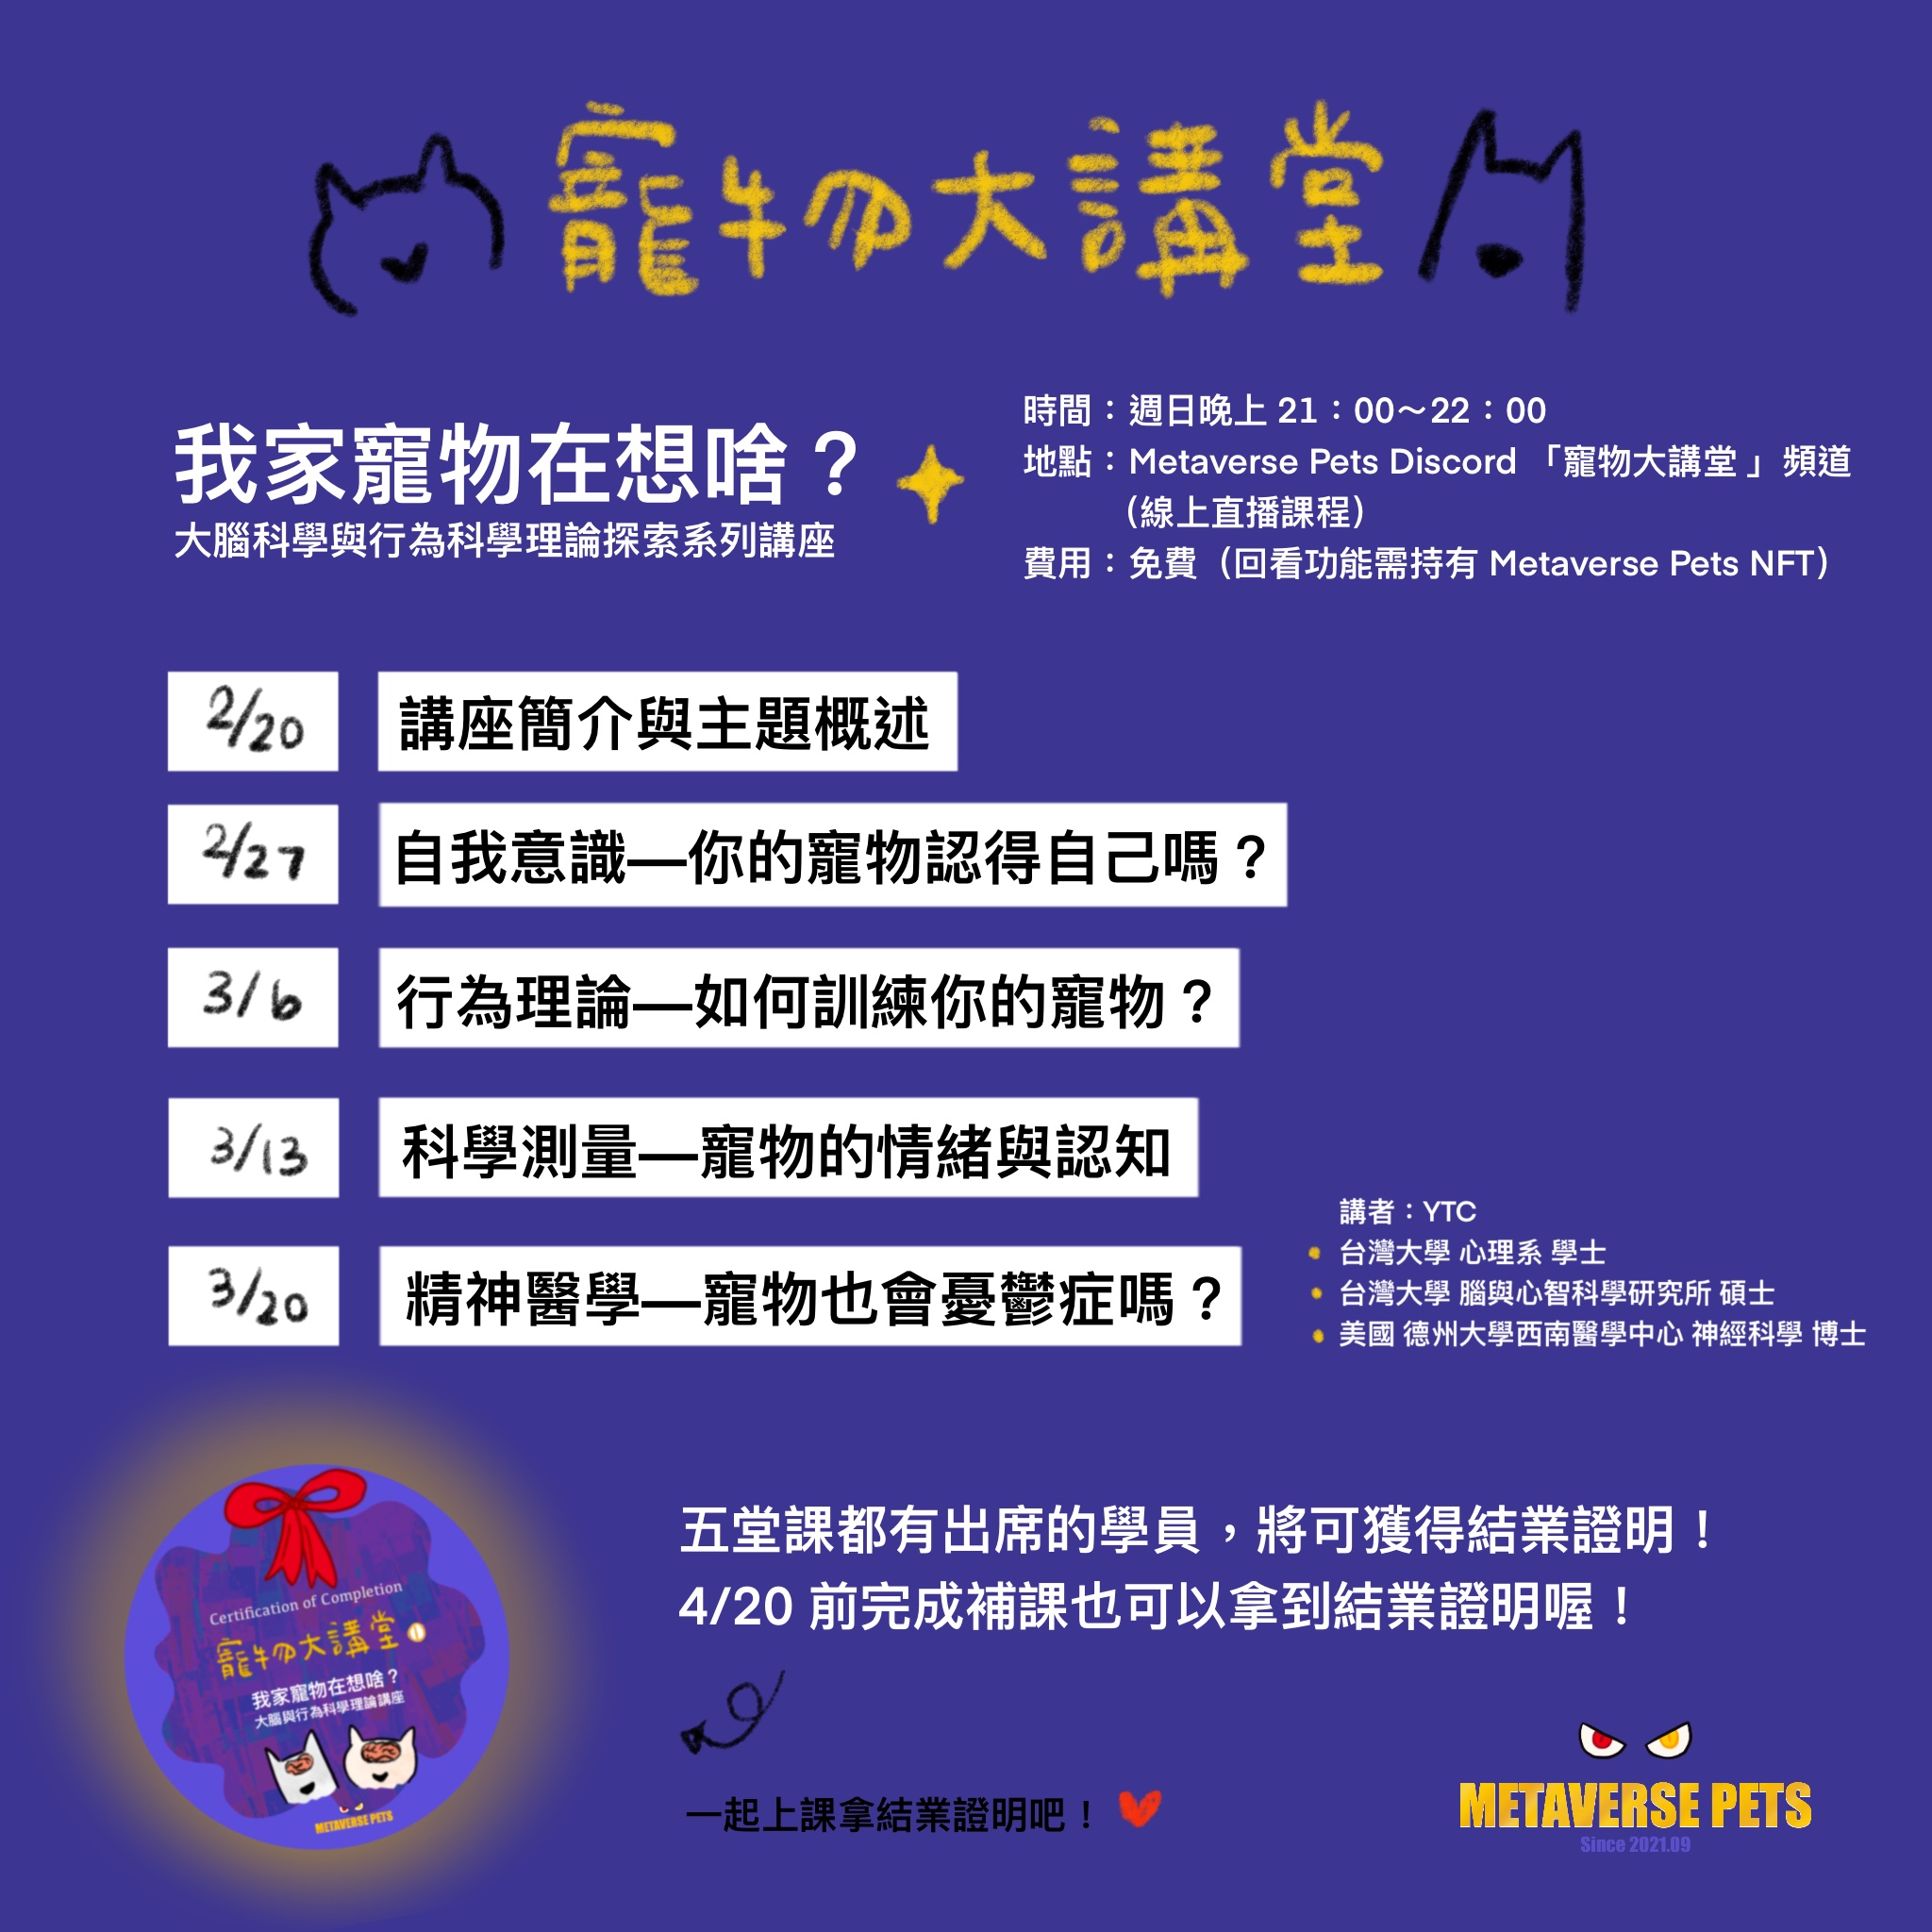 寵物大講堂
我家寵物在想啥？
大腦科學與行為科學理論探索系列講座
時間：週日晚上 21：00～22：00
地點：Metaverse Pets Discord 「寵物大講堂 」頻道
（線上直播課程）
費用：免費（回看功能需持有 Metaverse Pets NFT）
2/20 講座簡介與主題概述
2/27 自我意識—你的寵物認得自己嗎？
3/6 行為理論—如何訓練你的寵物？
3/13 科學測量—寵物的情緒與認知
3/20 精神醫學—寵物也會憂鬱症嗎？
講者：YTC
台灣大學 心理系 學士
台灣大學 腦與心智科學研究所 碩士
美國 德州大學西南醫學中心 神經科學 博士
五堂課都有出席的學員，將可獲得結業證明！
4/20 前完成補課也可以拿到結業證明喔！
一起上課拿結業證明吧！
Certification of Completion
寵物大講堂
我家寵物在想啥？
大腦與行為科學理論講座
METAVERSE PETS
METAVERSE PETS
Since 2021.09